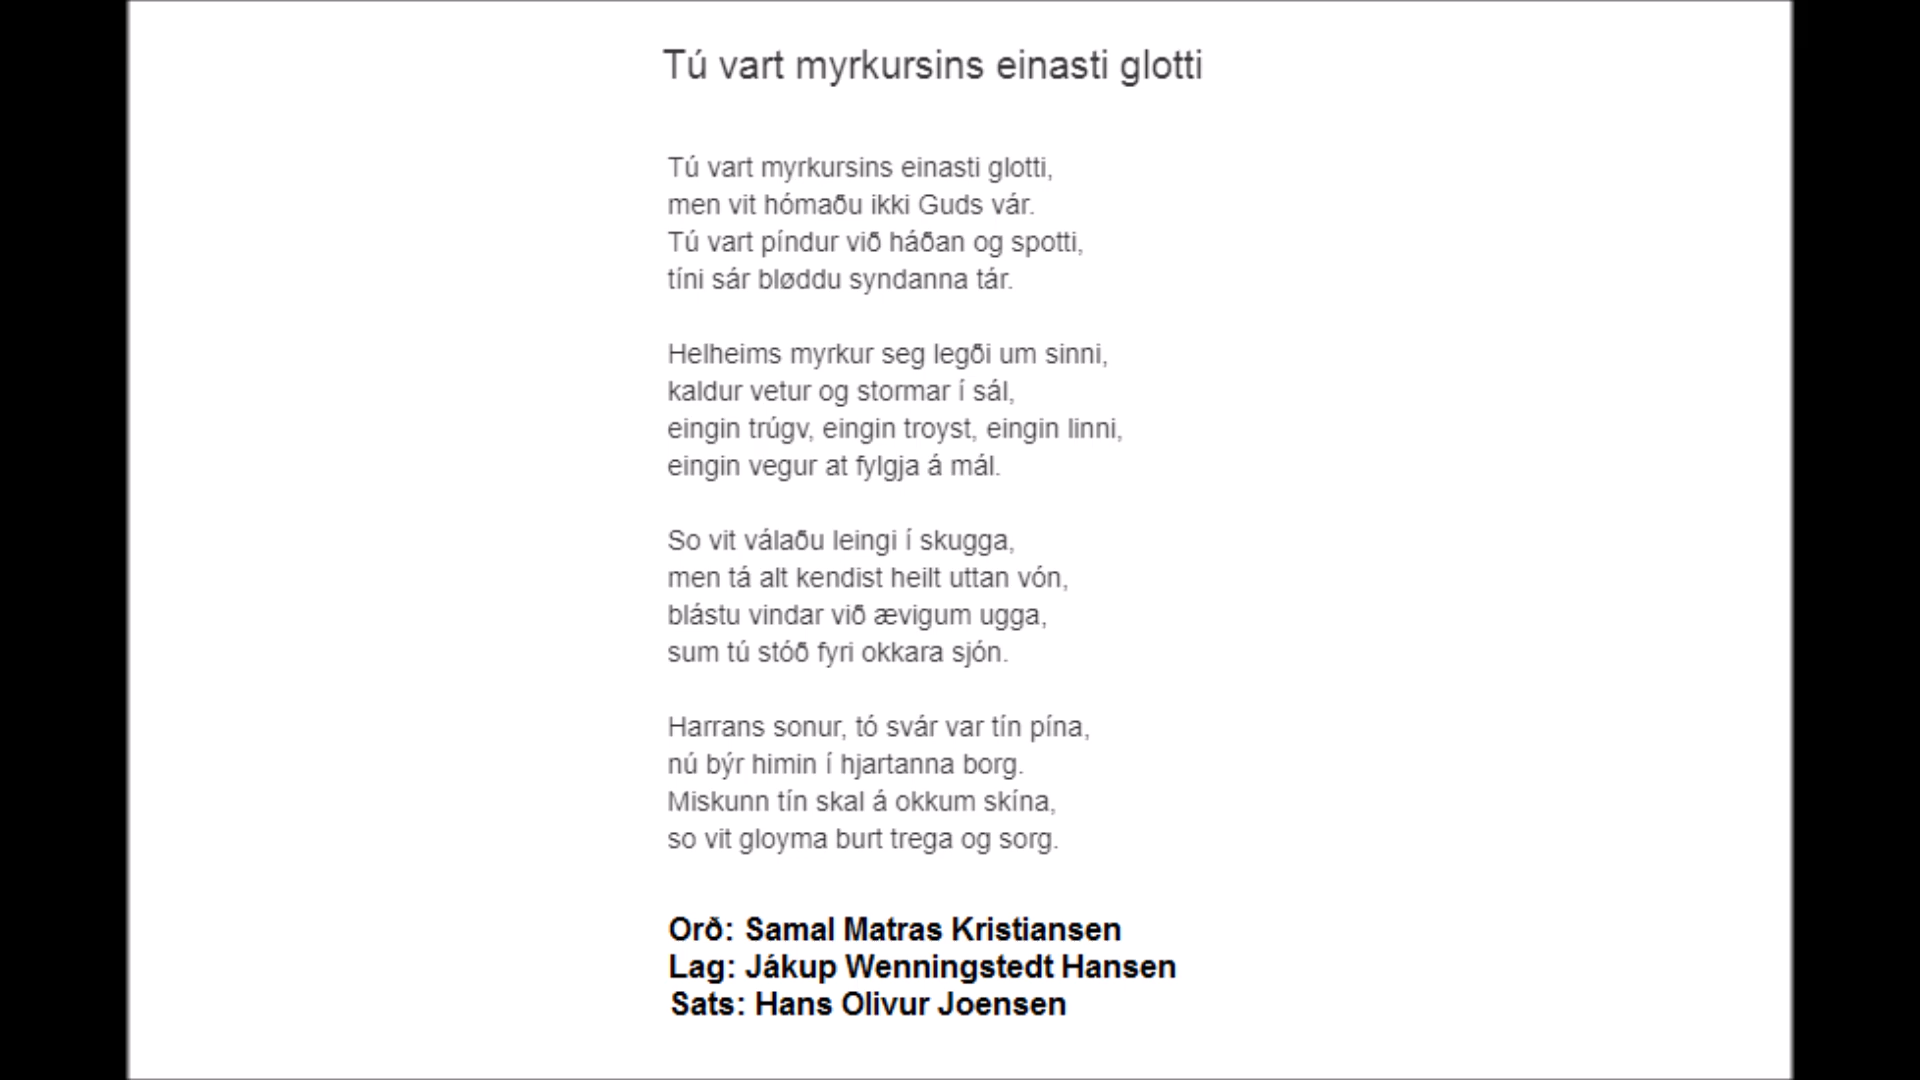 Tú vart myrkursins einasti glotti
Tú vart myrkursins einasti glotti,
men vit hómaðu ikki Guds vár.
Tú vart píndur við háðan og spotti,
tíni sár bløddu syndanna tár.
Helheims myrkur seg legði um sinni,
kaldur vetur og stormar í sál,
eingin trúgv, eingin troyst, eingin linni,
eingin vegur at fylgja á mál.
So vit válaðu leingi í skugga,
men tá alt kendist heilt uttan vón,
blástu vindar við ævigum ugga,
sum tú stóð fyri okkara sjón.
Harrans sonur, tó svár var tín pína,
nú býr himin í hjartanna borg.
Miskunn tín skal á okkum skína,
so vit gloyma burt trega og sorg.
Orð: Samal Matras Kristiansen
Lag: Jákup Wenningstedt Hansen
Sats: Hans Olivur Joensen